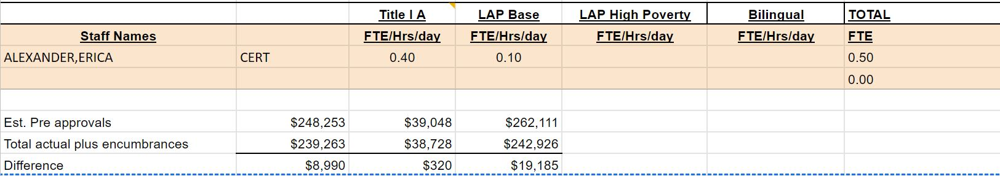 Title I A LAP Base LAP High Poverty Bilingual TOTAL
Staff Names FTE/Hrs/day FTE/Hrs/day FTE/Hrs/day FTE/Hrs/day FTE
ALEXANDER,ERICA CERT 0.40 0.10 0.50
0.00
Est. Pre approvals $248,253 $39,048 $262,111
Total actual plus encumbrances $239,263 $38,728 $242,926
Difference $8,990 $320 $19,185